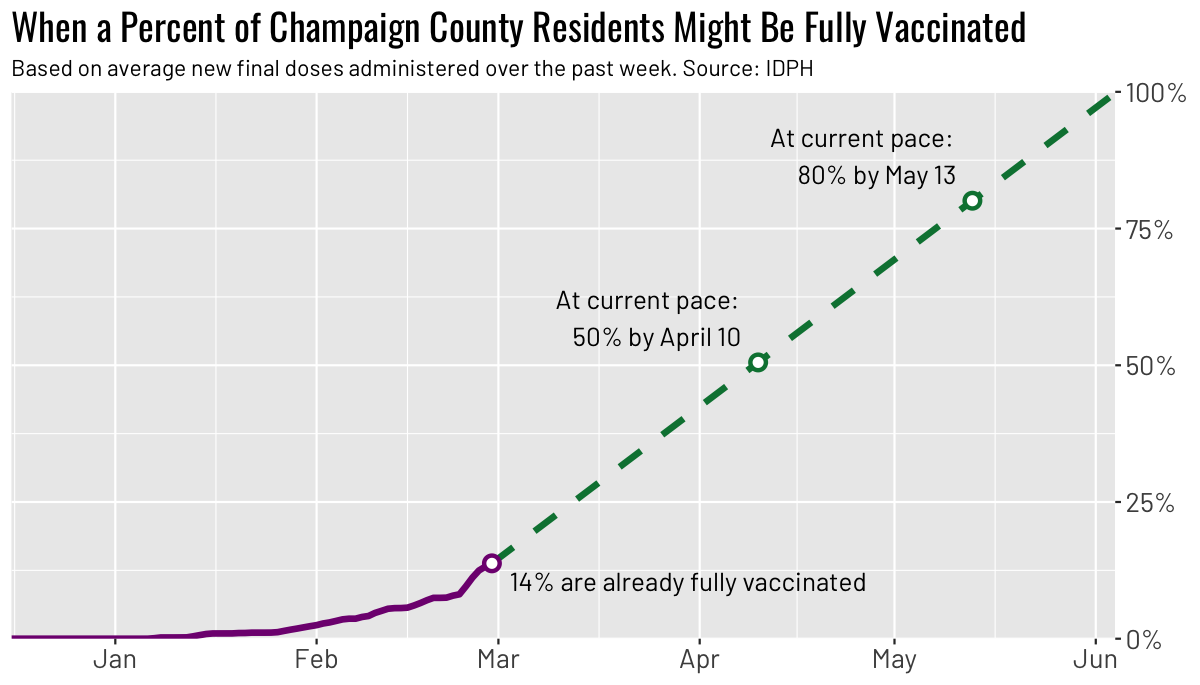 When a Percent of Champaign County Residents Might Be Fully Vaccinated
Based on average new final doses administered over the past week. Source: IDPH
100%
At current pace:
80% by May 13
75%
At current pace:
50% by April 10
50%
25%
14% are already fully vaccinated
0%
Jan Feb Mar Apr May Jun